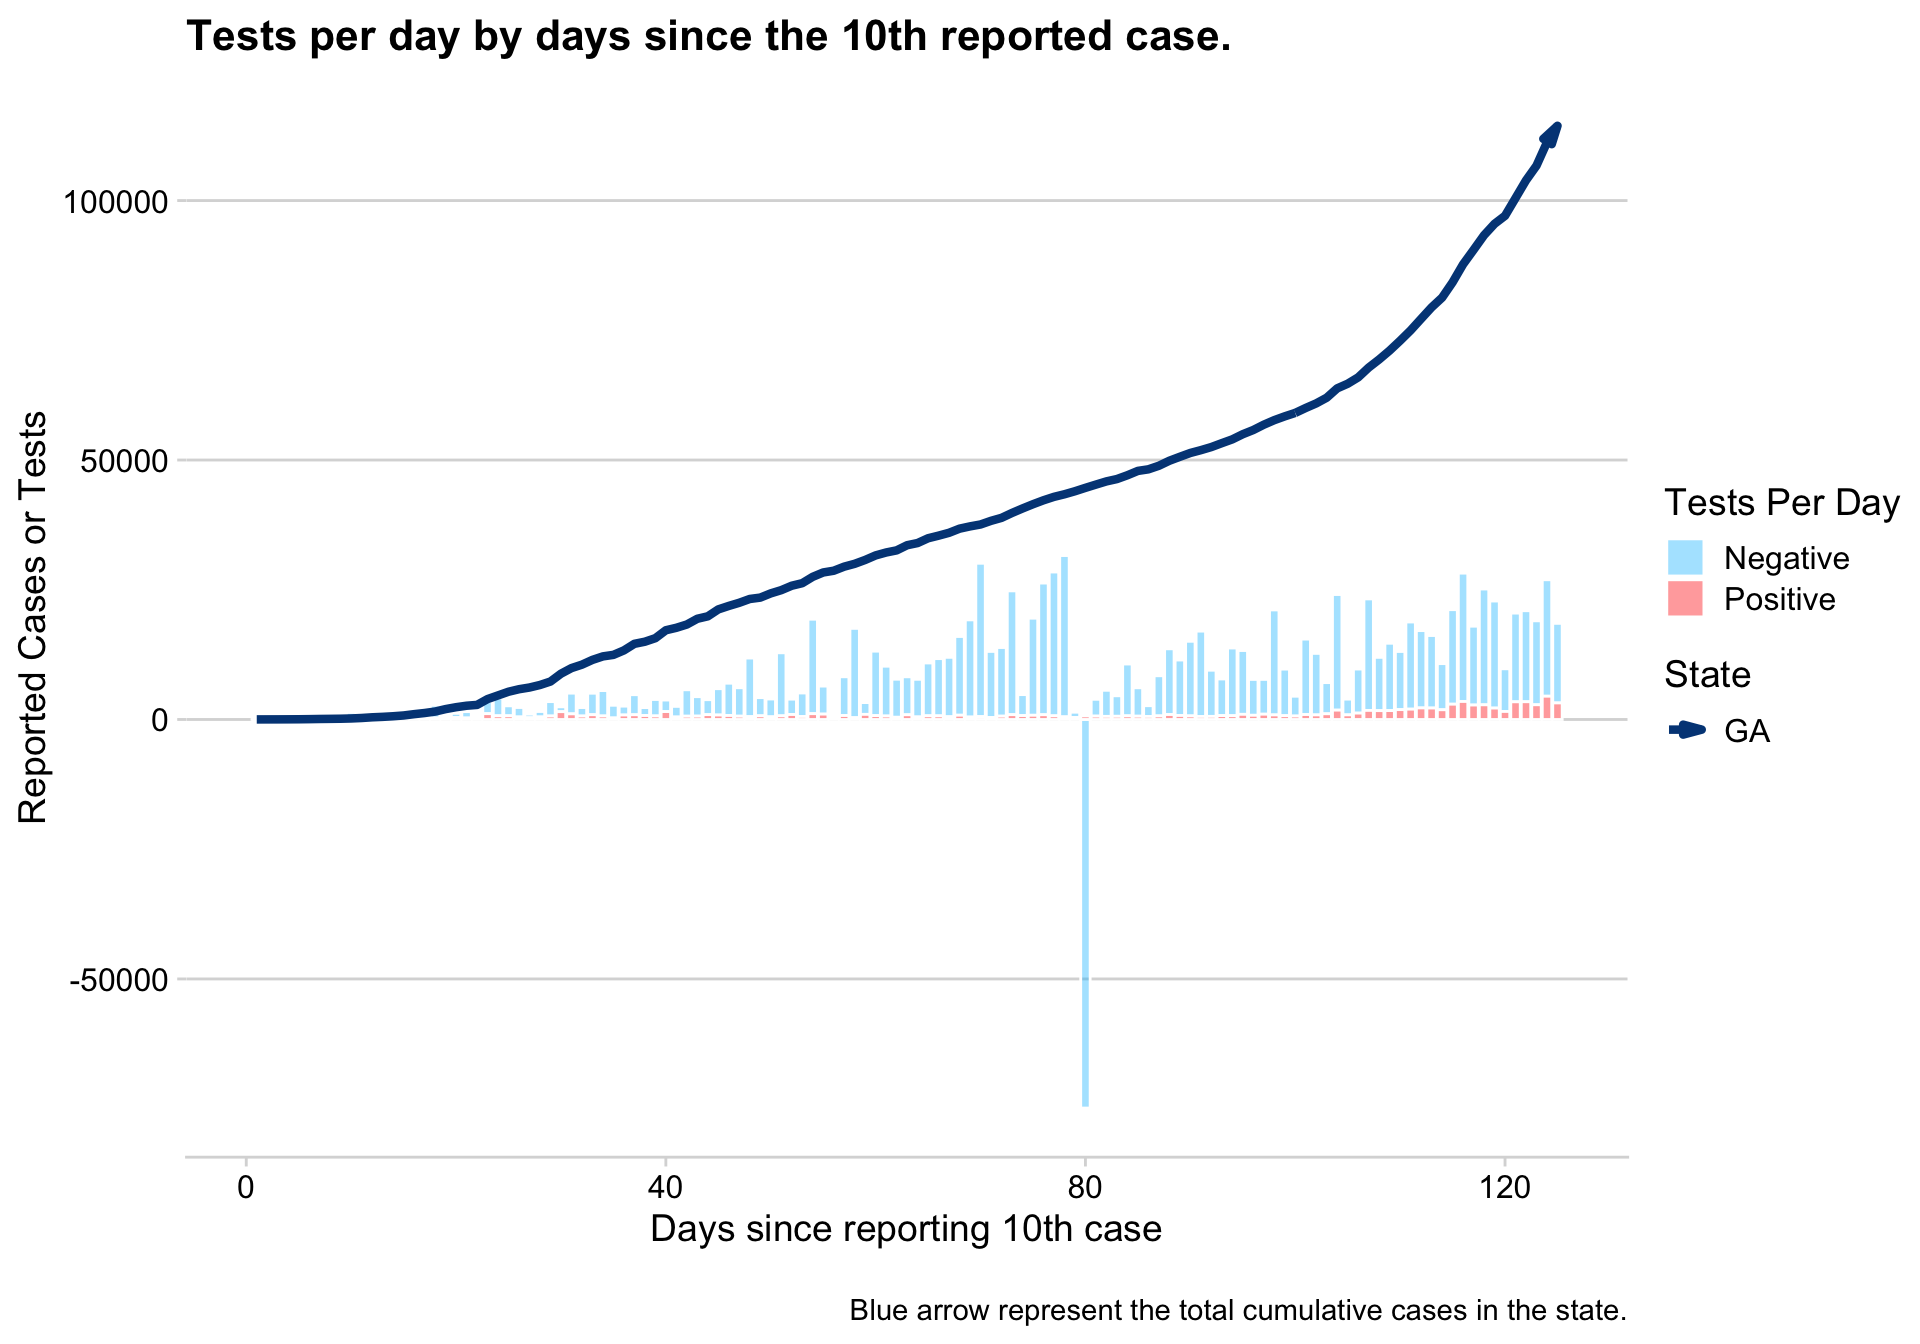 Tests per day by days since the 10th reported case.
Reported Cases or Tests
100000
50000
0
-50000
0
40
80
120
Days since reporting 10th case
Tests Per Day
Negative
Positive
State
GA
Blue arrow represent the total cumulative cases in the state.